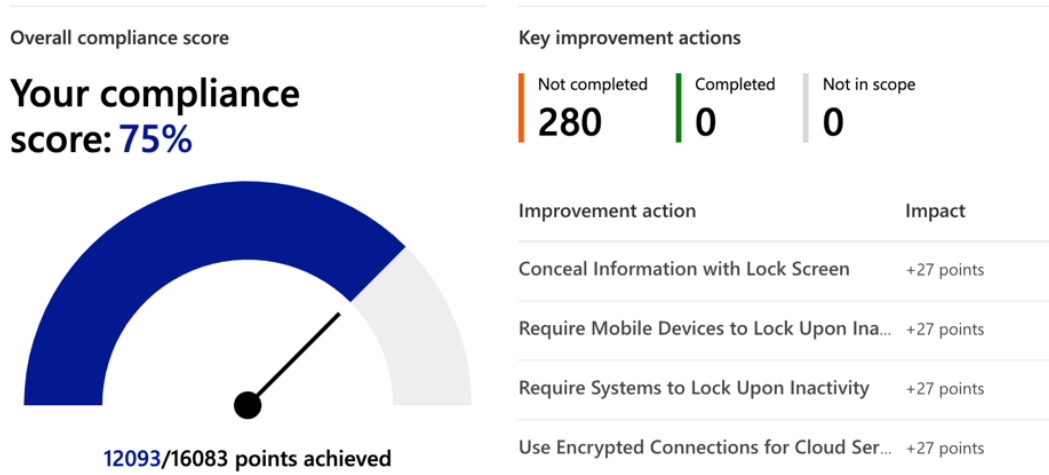 Overall compliance score
Your compliance
score: 75%
12093/16083 points achieved
Key improvement actions
Not completed
280
Completed
0
Not in scope
0
Improvement action Impact
Conceal Information with Lock Screen +27 points
Require Mobile Devices to Lock Upon Ina... +27 points
Require Systems to Lock Upon Inactivity +27 points
Use Encrypted Connections for Cloud Ser... +27 points